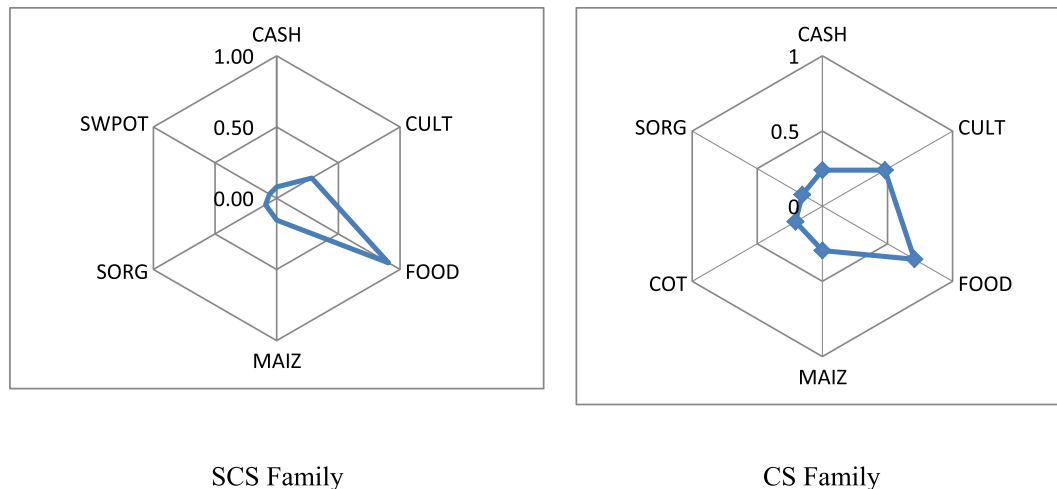 CASH
1.00
CULT
SWPOT
0.50
0.00
SORG
FOOD
MAIZ
SCS Family
CASH
1
CULT
SORG
0.5
0
COT
FOOD
MAIZ
CS Family